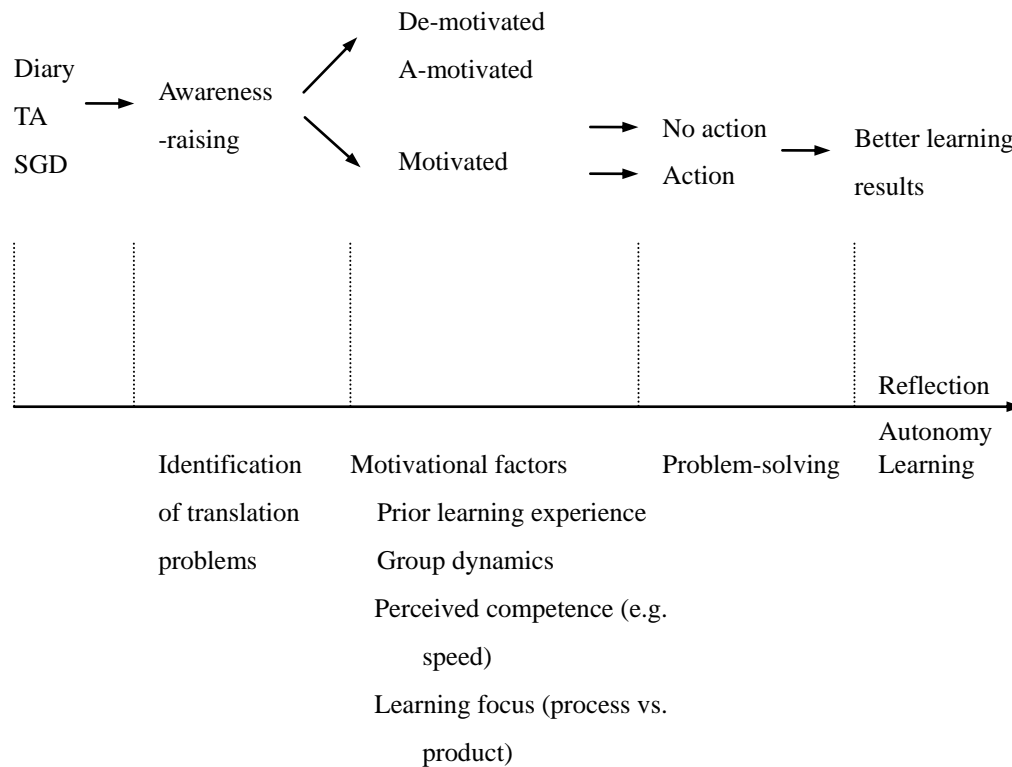 Diary
TA
SGD
Awareness
-raising
De-motivated
A-motivated
Motivated
No action
Action
Better learning
results
Reflection
Autonomy
Learning
Identification
of translation
problems
Motivational factors
Prior learning experience
Group dynamics
Perceived competence (e.g.
speed)
Learning focus (process vs.
product)
Problem-solving